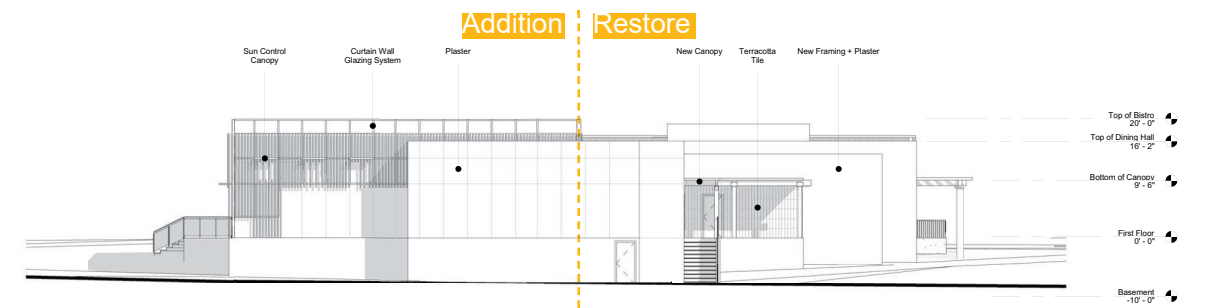 Addition
Restore
Sun Control
Canopy
Curtain Wall
Glazing System
Plaster
New Canopy
Terracotta
Tile
New Framing + Plaster
Top of Bistro
20' - 0"
Top of Dining Hall
16' - 2"
Bottom of Canopy
9' - 6"
First Floor
0' - 0"
Basement
-10' - 0"